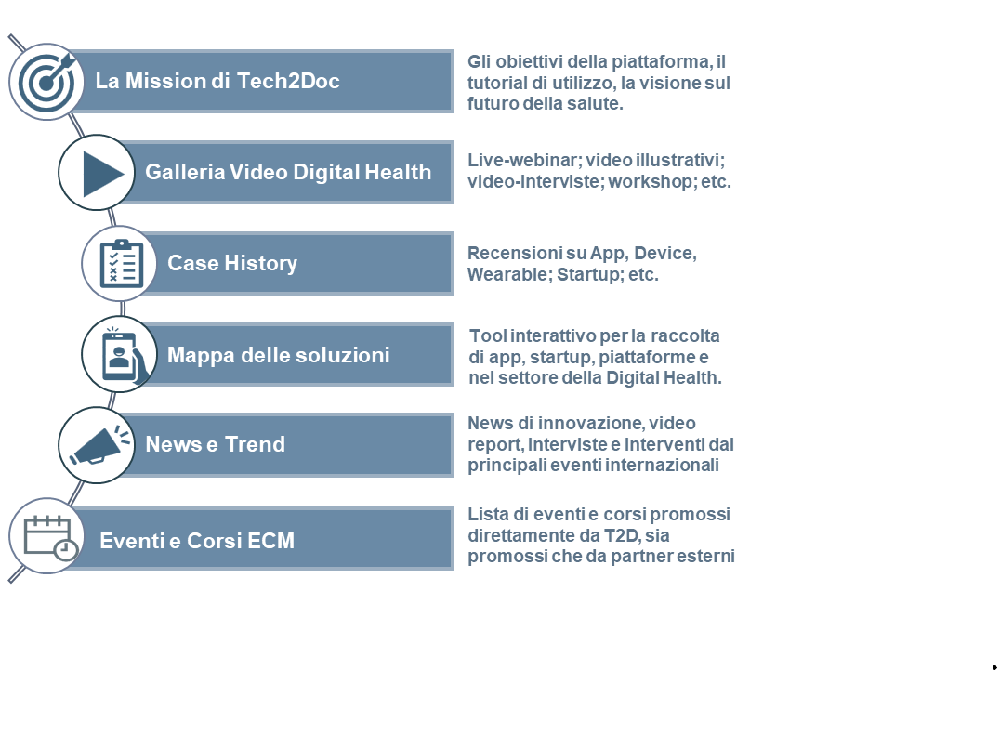 La Mission di Tech2Doc
Gli obiettivi della piattaforma, il
tutorial di utilizzo, la visione sul
futuro della salute.
Galleria Video Digital Health
Live-webinar; video illustrativi;
video-interviste; workshop; etc.
Case History
Recensioni su App, Device,
Wearable; Startup; etc.
Mappa delle soluzioni
Tool interattivo per la raccolta
di app, startup, piattaforme e
nel settore della Digital Health.
News e Trend
News di innovazione, video
report, interviste e interventi dai
principali eventi internazionali
Eventi e Corsi ECM
Lista di eventi e corsi promossi
direttamente da T2D, sia
promossi che da partner esterni